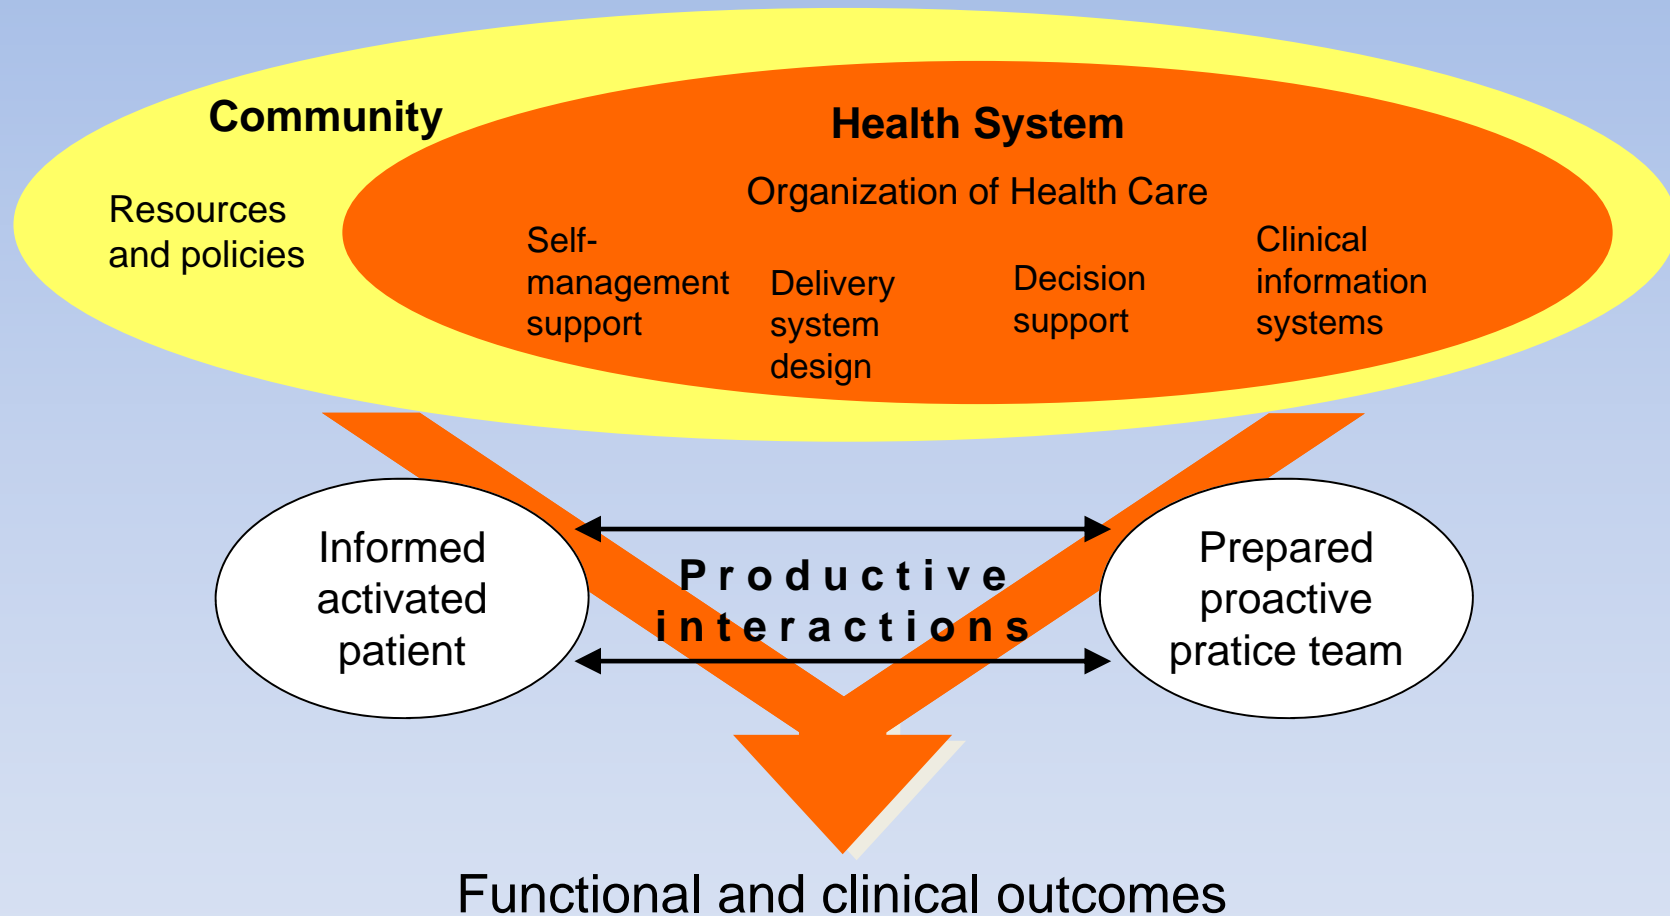 Community
Resources
and policies
Health System
Organization of Health Care
Self-
management
support
Delivery
system
design
Decision
support
Clinical
information
systems
Informed
activated
patient
Productive
interactions
Prepared
proactive
pratice team
Functional and clinical outcomes